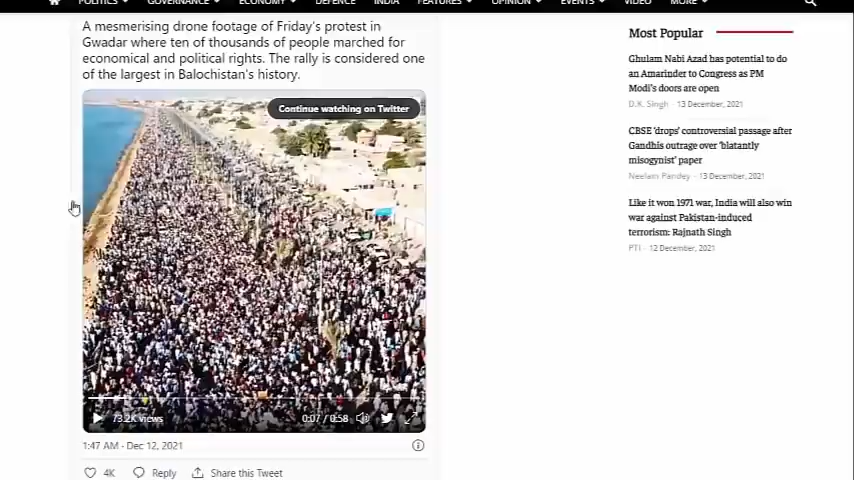 POLITICS
GOVERNANCE
ECONOMY
DEFENCE
INDIA
FEATURES
OPINION
EVENTS
VIDEO
MORE
A mesmerising drone footage of Friday's protest in
Gwadar where ten of thousands of people marched for
economical and political rights. The rally is considered one
of the largest in Balochistan's history.
Continue watching on Twitter
73.2K views
0:07 / 0:58
1:47 AM · Dec 12, 2021
4K
Reply
Share this Tweet
Most Popular
Ghulam Nabi Azad has potential to do
an Amarinder to Congress as PM
Modi's doors are open
D.K. Singh - 13 December, 2021
CBSE 'drops' controversial passage after
Gandhis outrage over 'blatantly
misogynist' paper
Neelam Pandey - 13 December, 2021
Like it won 1971 war, India will also win
war against Pakistan-induced
terrorism: Rajnath Singh
PTI - 12 December, 2021